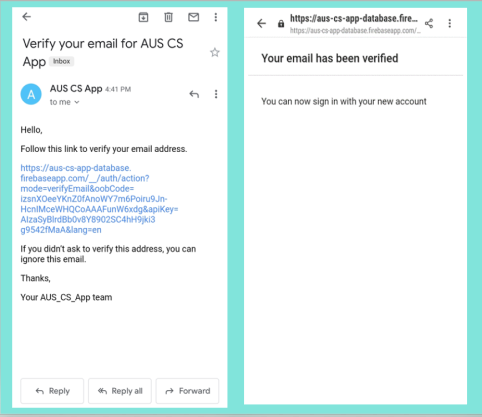 Verify your email for AUS CS
App Inbox
A
AUS CS App 4:41 PM
to me
Hello,
Follow this link to verify your email address.
https://aus-cs-app-database.
firebaseapp.com/__/auth/action?
mode=verifyEmail&oobCode=
izsnXOeeYKnZ0fAnoWY7m6Poiru9Jn-
HcnIMceWHQCoAAAFunW6xdg&apiKey=
AIzaSyBIrdBb0v8Y8902SC4hH9jki3
g9542fMaA&lang=en
If you didn't ask to verify this address, you can
ignore this email.
Thanks,
Your AUS_CS_App team
Reply
Reply all
Forward
https://aus-cs-app-database.fire...
https://aus-cs-app-database.firebaseapp.com/...
Your email has been verified
You can now sign in with your new account